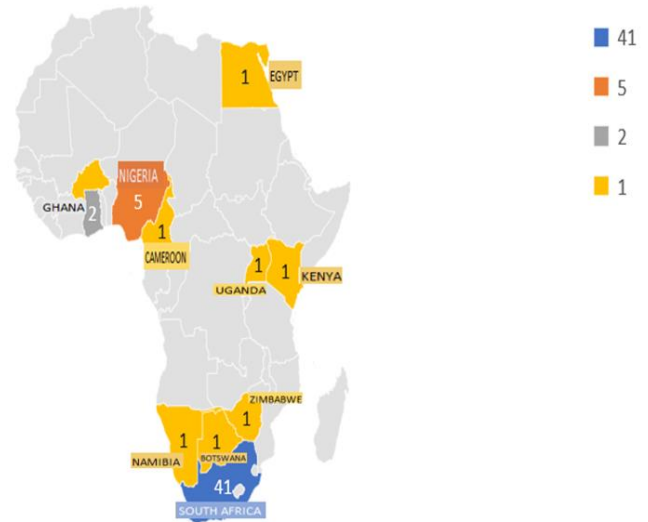 41
5
2
1
1
EGYPT
NIGERIA
5
GHANA
2
1
CAMEROON
1
1
KENYA
UGANDA
ZIMBABWE
1
1
1
BOTSWANA
NAMIBIA
41
SOUTH AFRICA